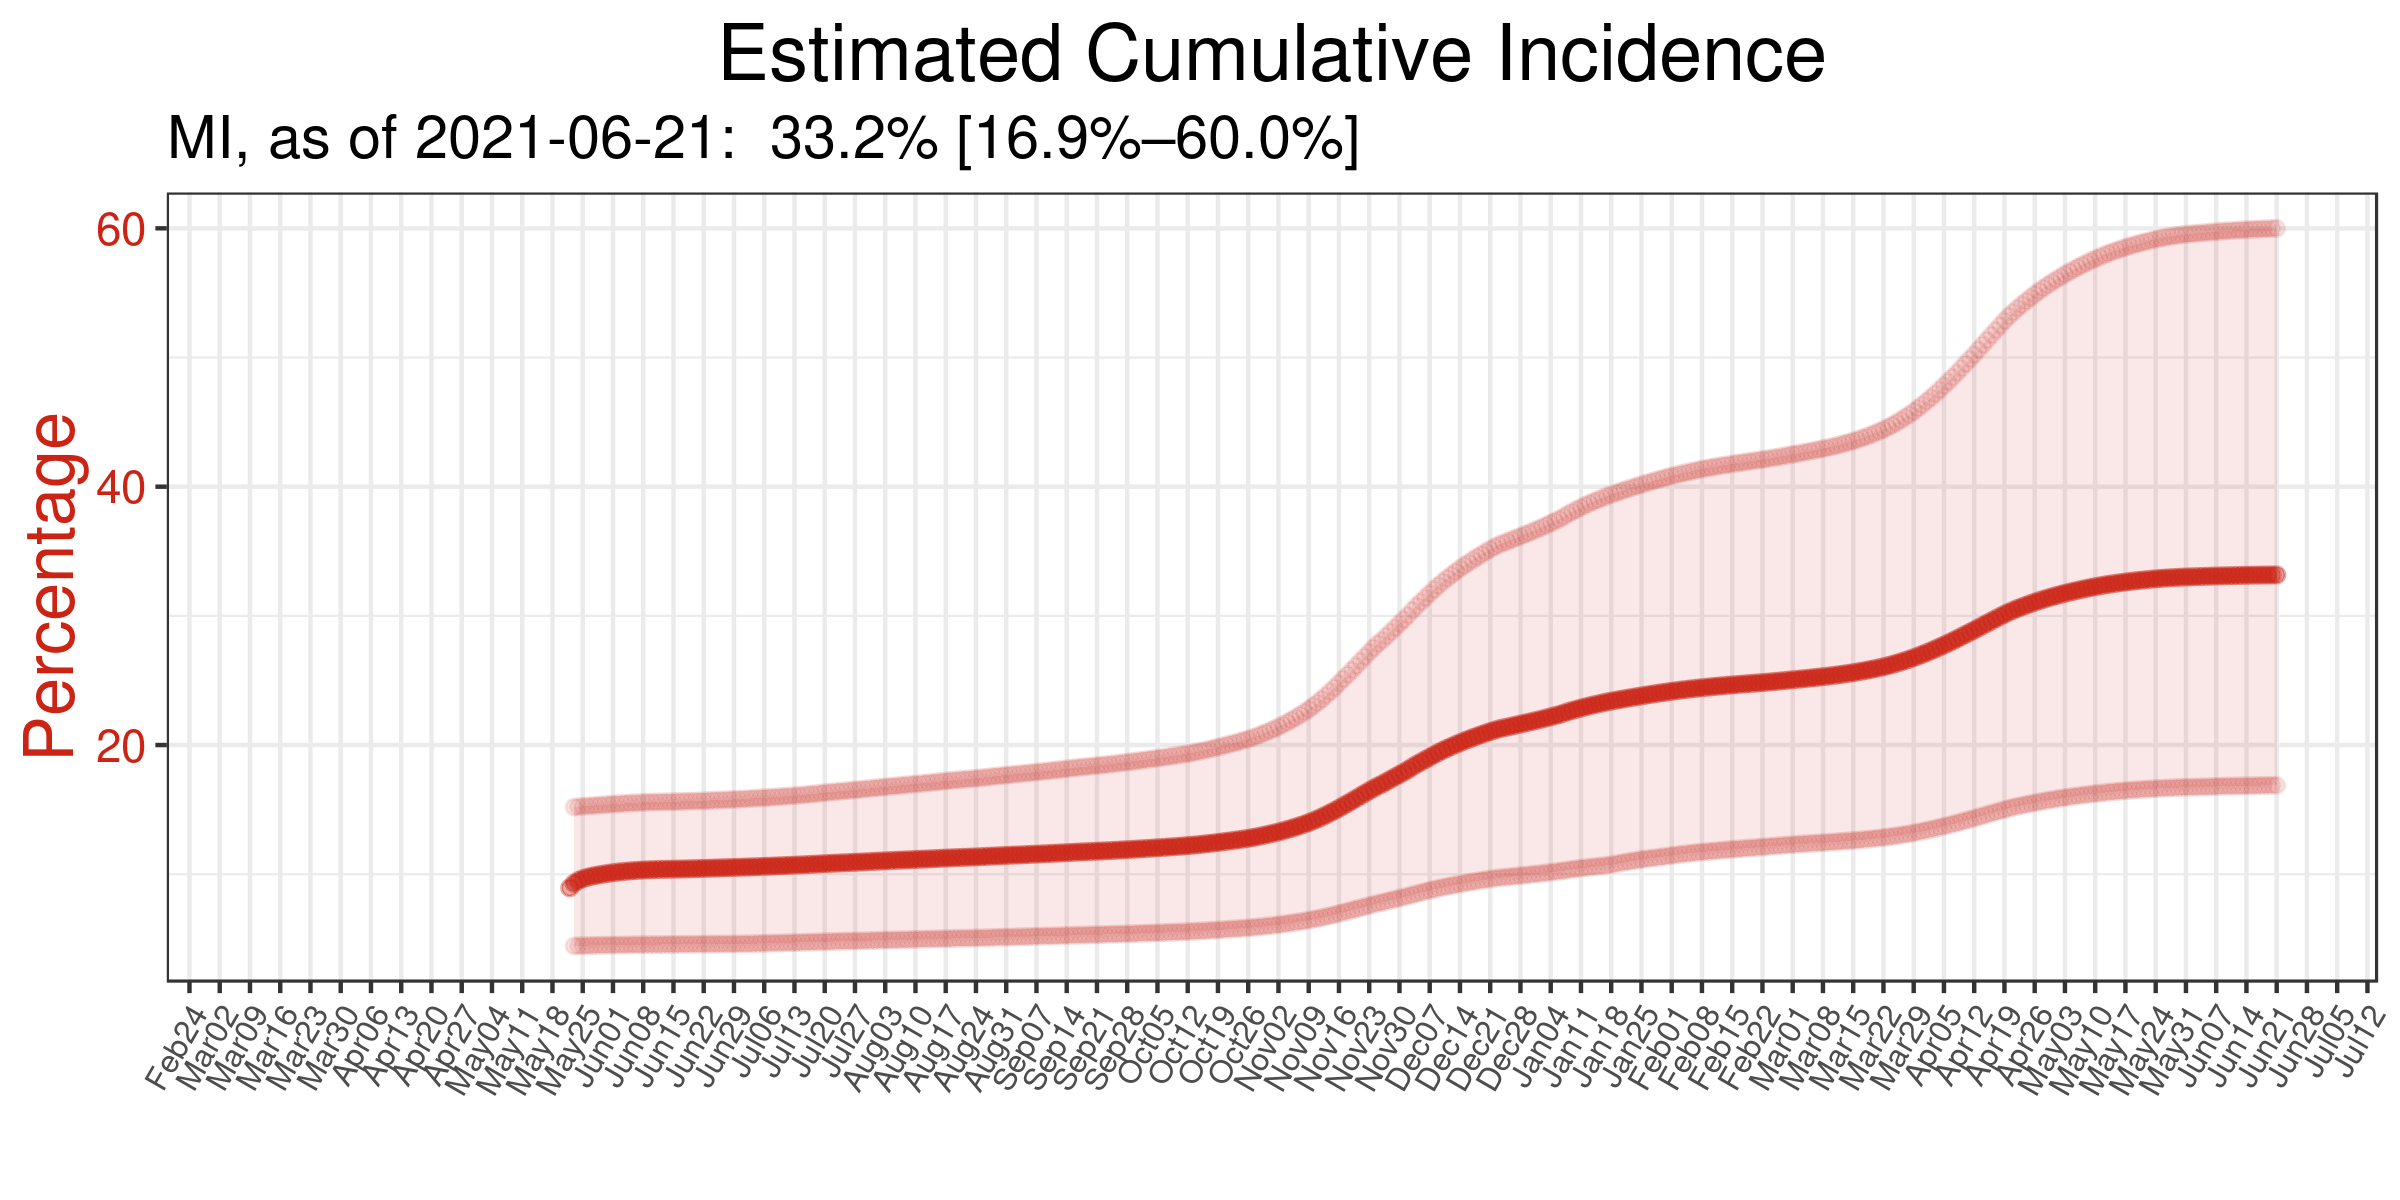 Estimated Cumulative Incidence
MI, as of 2021-06-21: 33.2% [16.9%–60.0%]
Percentage
60
40
20
Feb24
Mar02
Mar09
Mar16
Mar23
Mar30
Apr06
Apr13
Apr20
Apr27
May04
May11
May18
May25
Jun01
Jun08
Jun15
Jun22
Jun29
Jul06
Jul13
Jul20
Jul27
Aug03
Aug10
Aug17
Aug24
Aug31
Sep07
Sep14
Sep21
Sep28
Oct05
Oct12
Oct19
Oct26
Nov02
Nov09
Nov16
Nov23
Nov30
Dec07
Dec14
Dec21
Dec28
Jan04
Jan11
Jan18
Jan25
Feb01
Feb08
Feb15
Feb22
Mar01
Mar08
Mar15
Mar22
Mar29
Apr05
Apr12
Apr19
Apr26
May03
May10
May17
May24
May31
Jun07
Jun14
Jun21
Jun28
Jul05
Jul12